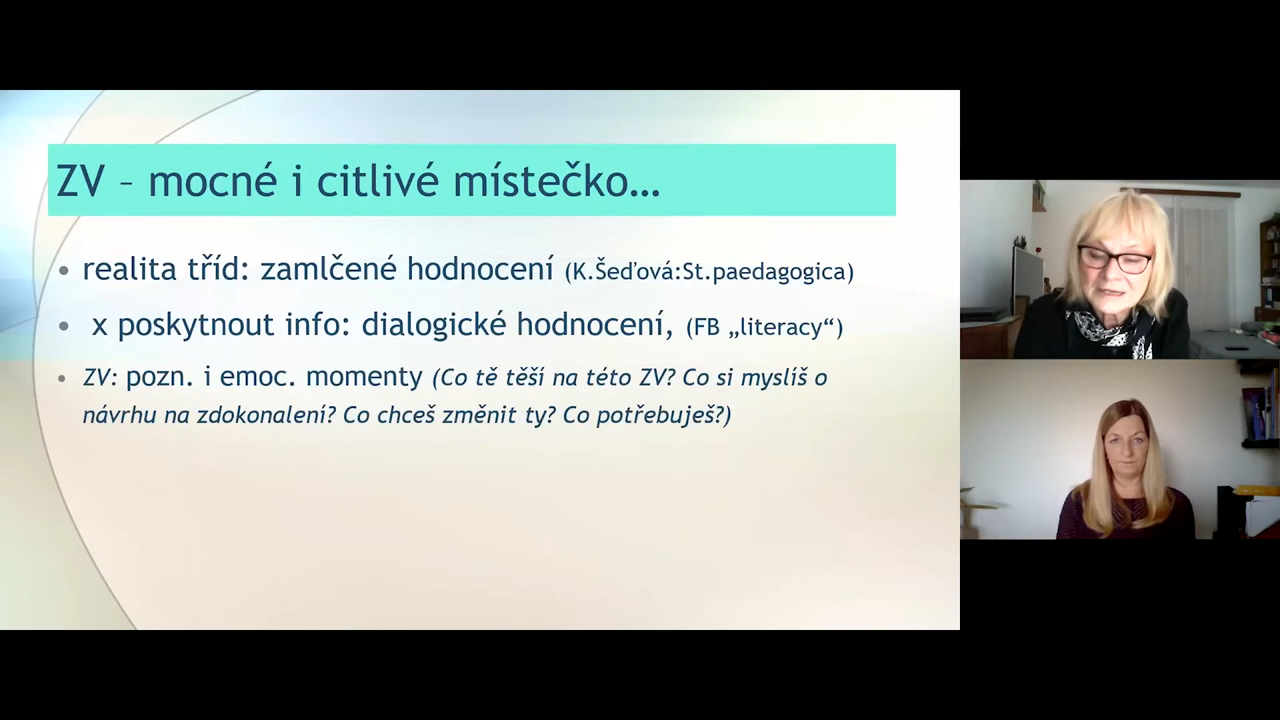 ZV – mocné i citlivé místečko…
• realita tříd: zamlčené hodnocení (K.Šeďová:St.paedagogica)
• x poskytnout info: dialogické hodnocení, (FB „literacy“)
• ZV: pozn. i emoc. momenty (Co tě těší na této ZV? Co si myslíš o
návrhu na zdokonalení? Co chceš změnit ty? Co potřebuješ?)